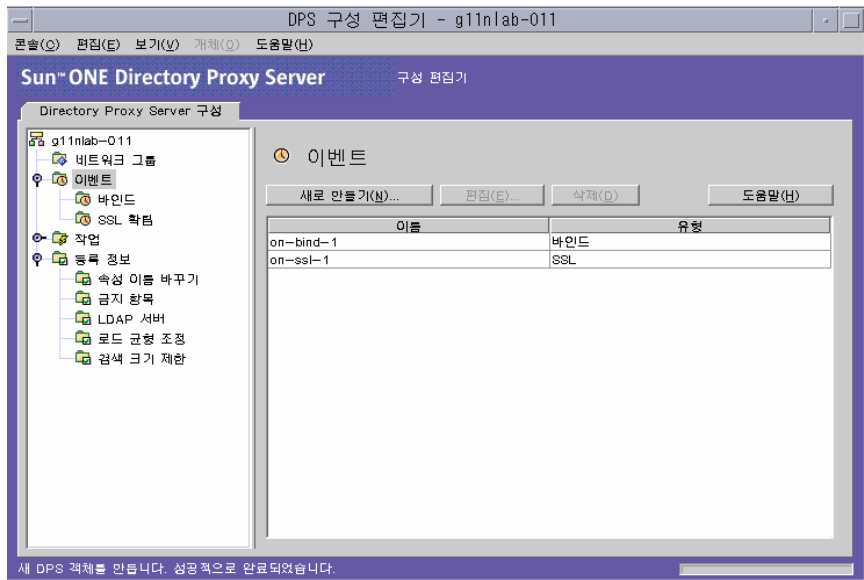 DPS 구성 편집기 - g11nlab-011
콘솔(O) 편집(E) 보기(V) 개체(O) 도움말(H)
Sun™ ONE Directory Proxy Server 구성 편집기
Directory Proxy Server 구성
g11nlab-011
네트워크 그룹
이벤트
바인드
SSL 확립
작업
등록 정보
속성 이름 바꾸기
금지 항목
LDAP 서버
로드 균형 조정
검색 크기 제한
이벤트
새로 만들기(N)... 편집(E)... 삭제(D) 도움말(H)
이름 유형
on-bind-1 바인드
on-ssl-1 SSL
새 DPS 객체를 만듭니다. 성공적으로 완료되었습니다.